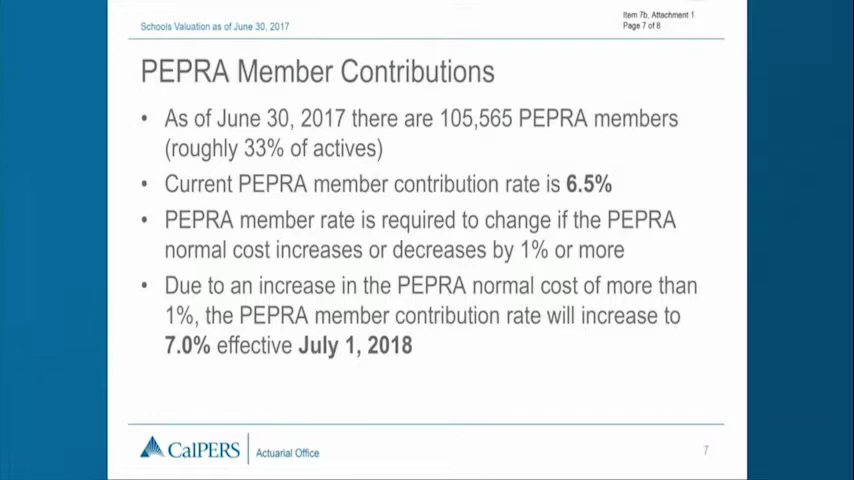 Schools Valuation as of June 30, 2017
Item 7b, Attachment 1
Page 7 of 8
PEPRA Member Contributions
• As of June 30, 2017 there are 105,565 PEPRA members
(roughly 33% of actives)
• Current PEPRA member contribution rate is 6.5%
• PEPRA member rate is required to change if the PEPRA
normal cost increases or decreases by 1% or more
• Due to an increase in the PEPRA normal cost of more than
1%, the PEPRA member contribution rate will increase to
7.0% effective July 1, 2018
CalPERS Actuarial Office
7